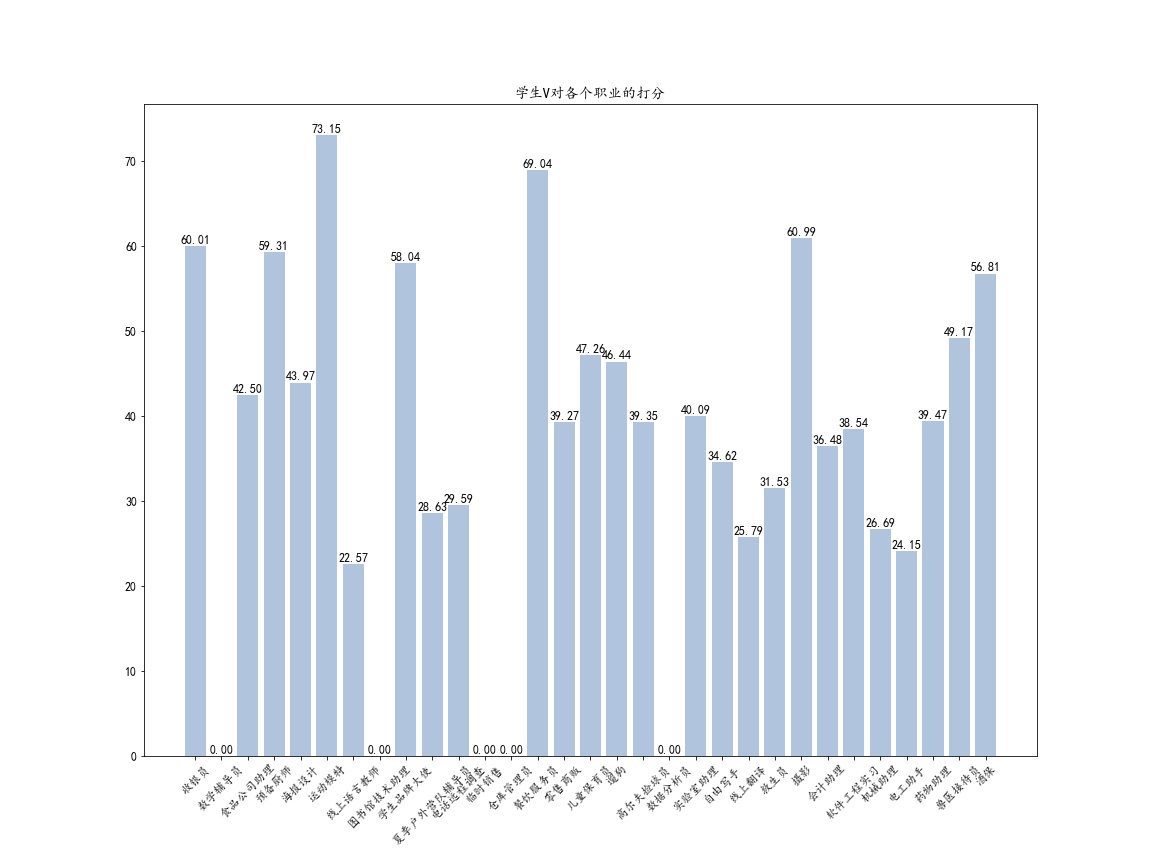 学生V对各个职业的打分
73.15
69.04
60.01
59.31
58.04
60.99
56.81
42.50
43.97
47.26
46.44
49.17
39.27
39.35
40.09
39.47
34.62
36.48
38.54
28.63
29.59
31.53
22.57
25.79
26.69
24.15
0.00
0.00
0.00
0.00
0.00
70
60
50
40
30
20
10
0
收银员
数学辅导员
食品公司助理
预备厨师
海报设计
运动模特
线上语言教师
图书馆技术助理
学生品牌大使
夏季户外营队辅导员
电话远程调查
临时销售
仓库管理员
餐饮服务员
零售商贩
儿童保育员
遛狗
高尔夫捡球员
数据分析员
实验室助理
自由写手
线上翻译
救生员
摄影
会计助理
软件工程实习
机械助理
电工助手
药物助理
兽医接待员